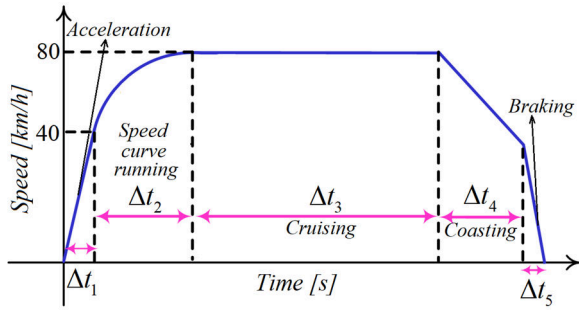 Acceleration
80
Speed [km/h]
40
Speed
curve
running
Braking
Δt2
Δt3
Δt4
Cruising
Coasting
Δt1
Time [s]
Δt5